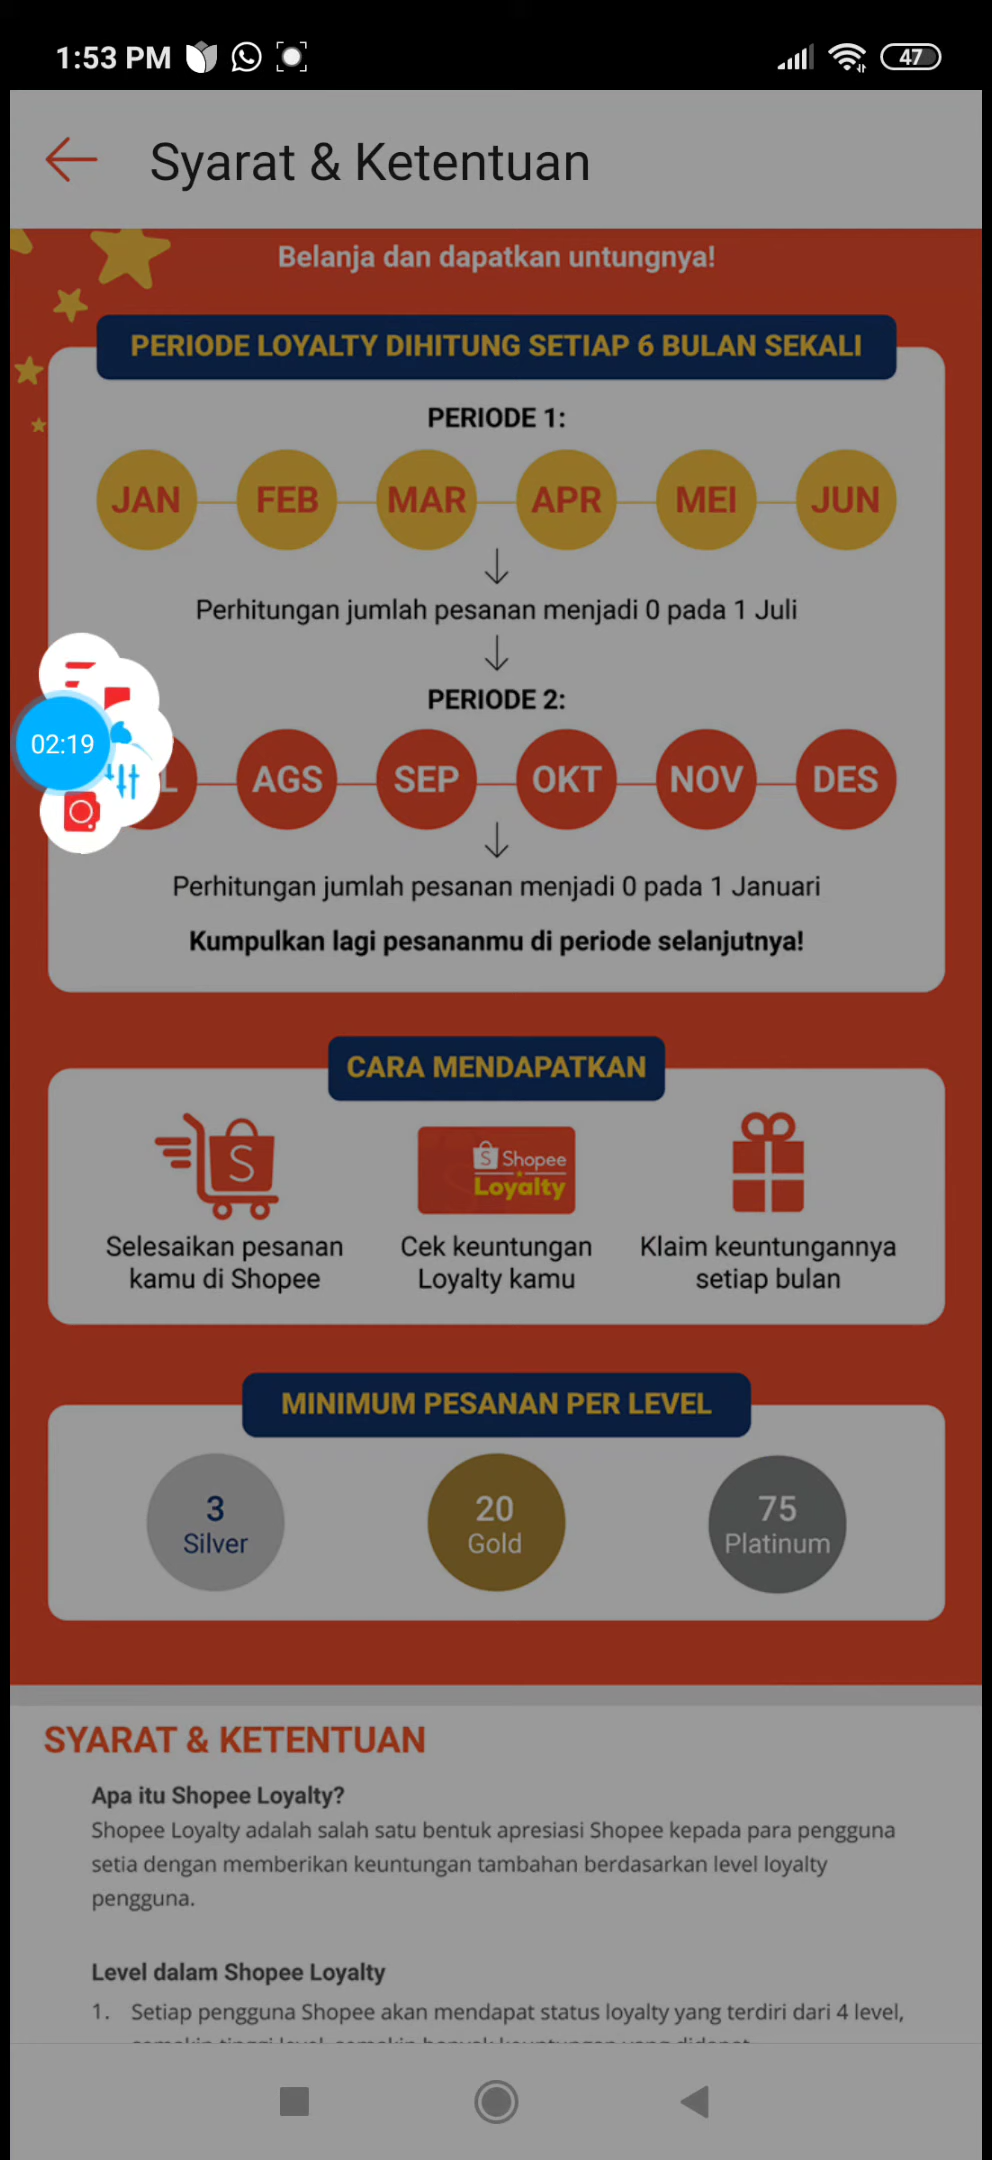 1:53 PM
47
Syarat & Ketentuan
Belanja dan dapatkan untungnya!
PERIODE LOYALTY DIHITUNG SETIAP 6 BULAN SEKALI
PERIODE 1:
JAN FEB MAR APR MEI JUN
Perhitungan jumlah pesanan menjadi 0 pada 1 Juli
PERIODE 2:
02:19
L AGS SEP OKT NOV DES
Perhitungan jumlah pesanan menjadi 0 pada 1 Januari
Kumpulkan lagi pesananmu di periode selanjutnya!
CARA MENDAPATKAN
S
S Shopee
Loyalty
Selesaikan pesanan Cek keuntungan Klaim keuntungannya
kamu di Shopee Loyalty kamu setiap bulan
MINIMUM PESANAN PER LEVEL
3 20 75
Silver Gold Platinum
SYARAT & KETENTUAN
Apa itu Shopee Loyalty?
Shopee Loyalty adalah salah satu bentuk apresiasi Shopee kepada para pengguna
setia dengan memberikan keuntungan tambahan berdasarkan level loyalty
pengguna.
Level dalam Shopee Loyalty
1. Setiap pengguna Shopee akan mendapat status loyalty yang terdiri dari 4 level,